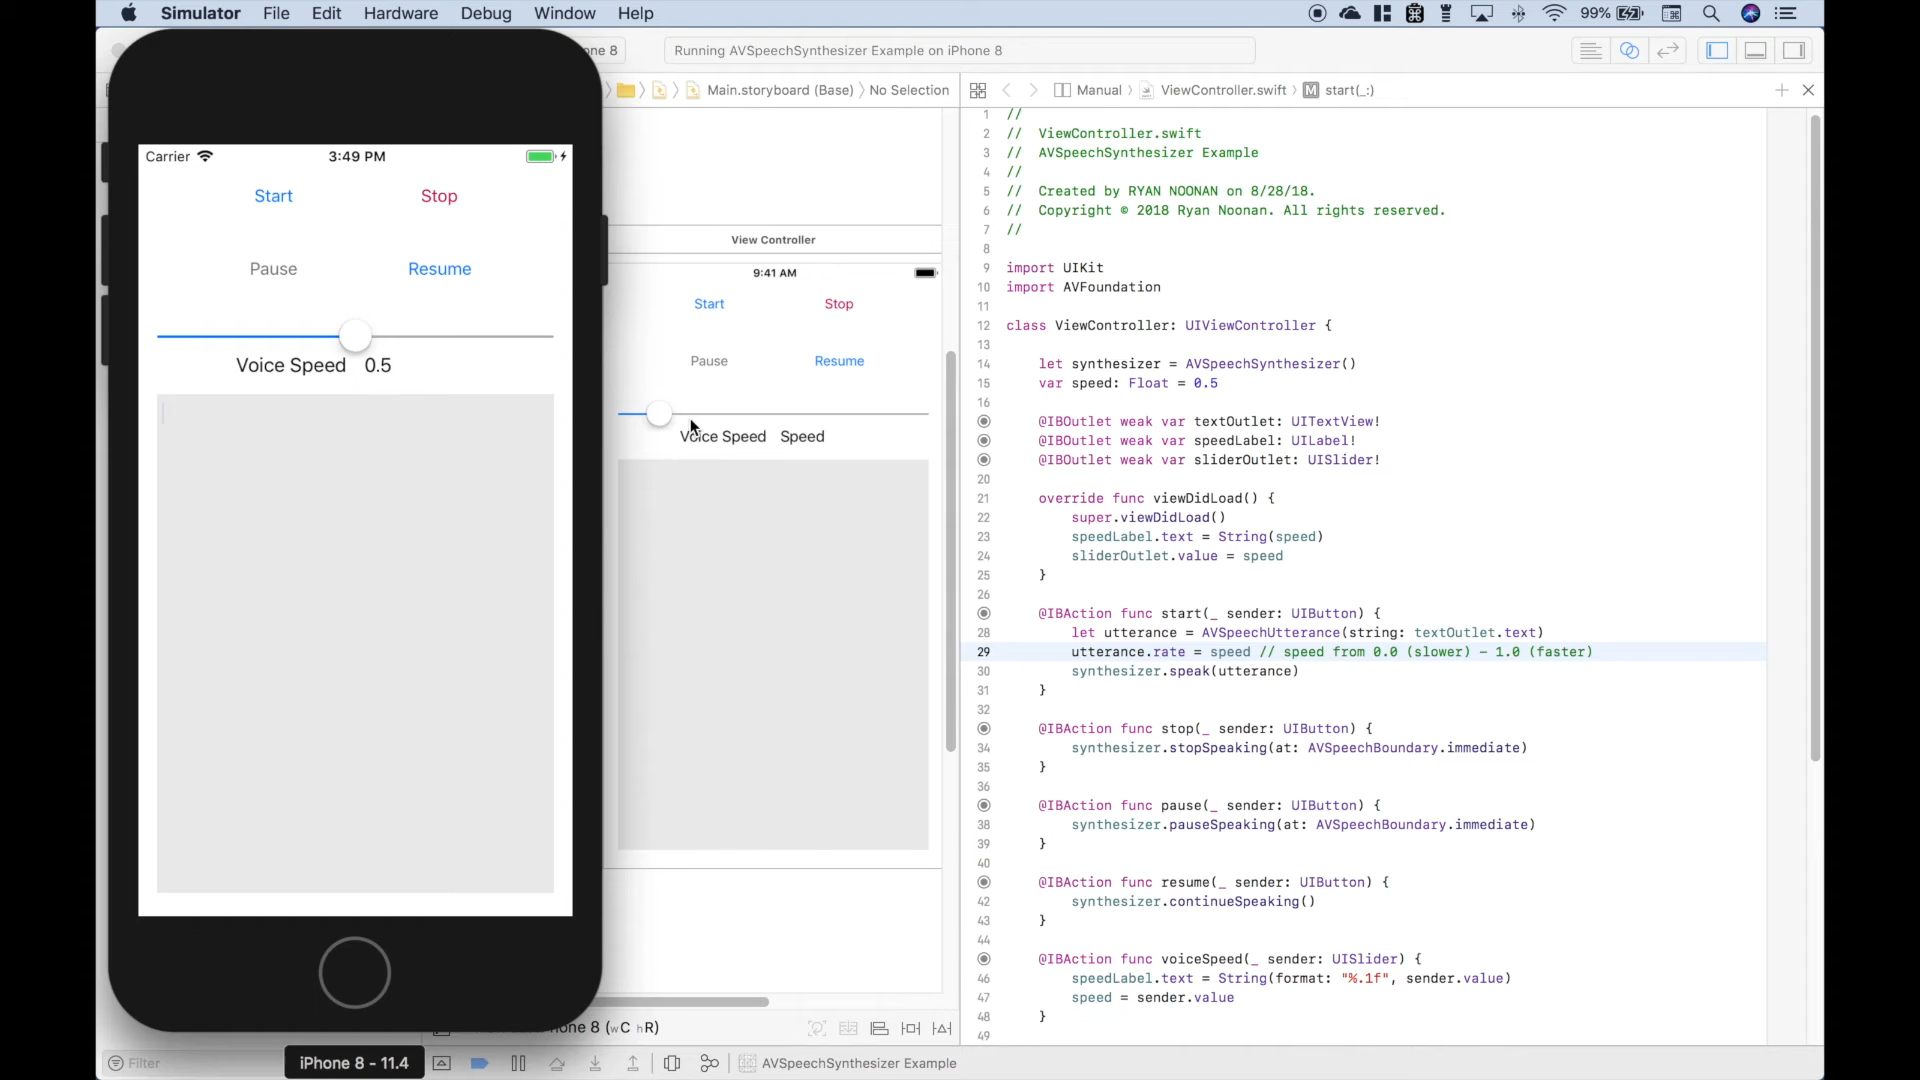 Simulator File Edit Hardware Debug Window Help 99%
ne 8 Running AVSpeechSynthesizer Example on iPhone 8
Main.storyboard (Base) No Selection
Manual ViewController.swift M start(_:)
Carrier 3:49 PM
Start Stop
Pause Resume
Voice Speed 0.5
View Controller
9:41 AM
Start Stop
Pause Resume
Voice Speed Speed
1 //
2 // ViewController.swift
3 // AVSpeechSynthesizer Example
4 //
5 // Created by RYAN NOONAN on 8/28/18.
6 // Copyright © 2018 Ryan Noonan. All rights reserved.
7 //
8
9 import UIKit
10 import AVFoundation
11
12 class ViewController: UIViewController {
13
14 let synthesizer = AVSpeechSynthesizer()
15 var speed: Float = 0.5
16
@IBOutlet weak var textOutlet: UITextView!
@IBOutlet weak var speedLabel: UILabel!
@IBOutlet weak var sliderOutlet: UISlider!
20
21 override func viewDidLoad() {
22 super.viewDidLoad()
23 speedLabel.text = String(speed)
24 sliderOutlet.value = speed
25 }
26
@IBAction func start(_ sender: UIButton) {
28 let utterance = AVSpeechUtterance(string: textOutlet.text)
29 utterance.rate = speed // speed from 0.0 (slower) - 1.0 (faster)
30 synthesizer.speak(utterance)
31 }
32
@IBAction func stop(_ sender: UIButton) {
34 synthesizer.stopSpeaking(at: AVSpeechBoundary.immediate)
35 }
36
@IBAction func pause(_ sender: UIButton) {
38 synthesizer.pauseSpeaking(at: AVSpeechBoundary.immediate)
39 }
40
@IBAction func resume(_ sender: UIButton) {
42 synthesizer.continueSpeaking()
43 }
44
@IBAction func voiceSpeed(_ sender: UISlider) {
46 speedLabel.text = String(format: "%.1f", sender.value)
47 speed = sender.value
48 }
49
one 8 (wC hR)
Filter
iPhone 8 - 11.4
AVSpeechSynthesizer Example